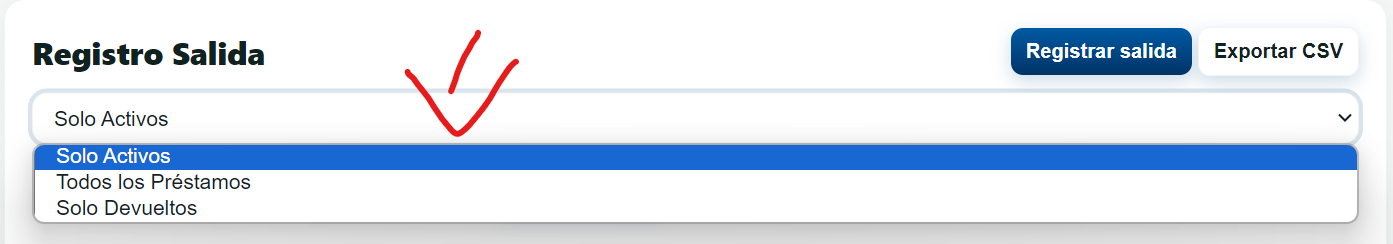 Registro Salida
Registrar salida
Exportar CSV
Solo Activos
Solo Activos
Todos los Préstamos
Solo Devueltos